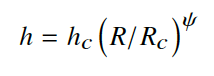 h = h_c (R/R_c)^ψ